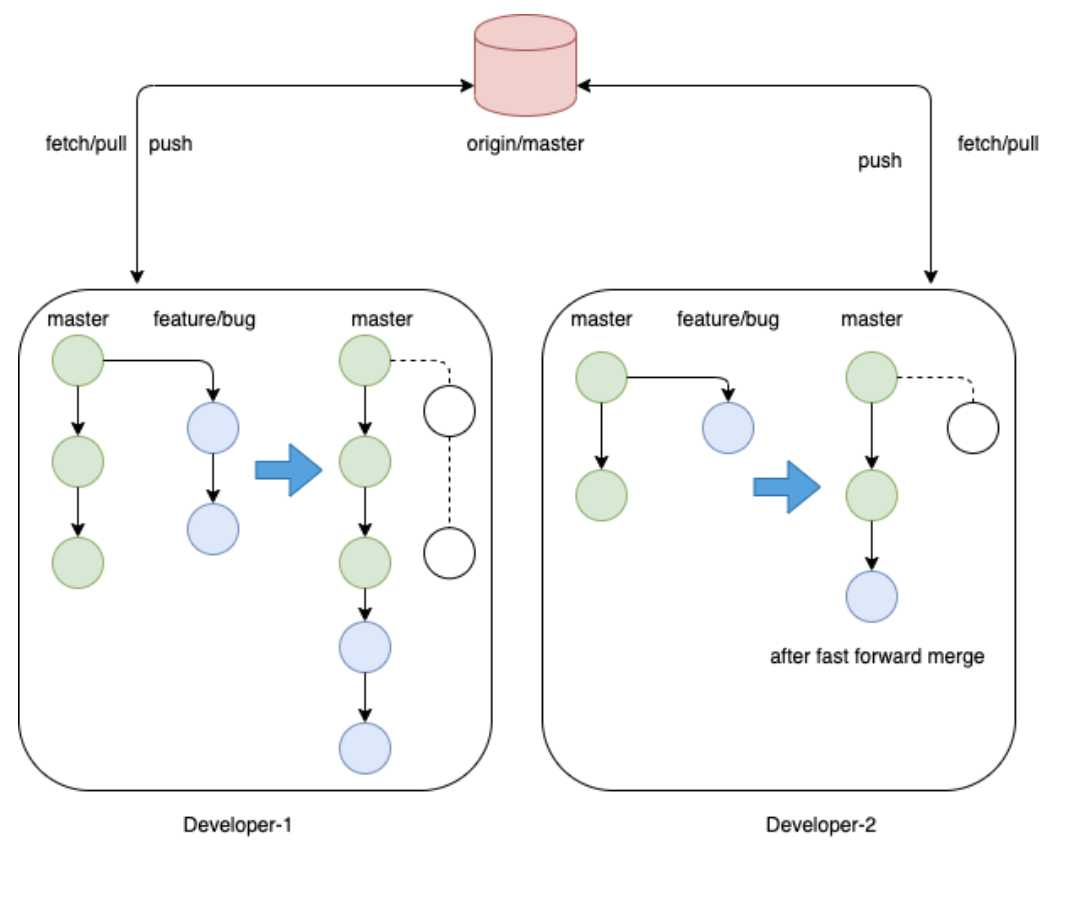 origin/master
fetch/pull
push
push
fetch/pull
master
feature/bug
master
master
feature/bug
master
after fast forward merge
Developer-1
Developer-2